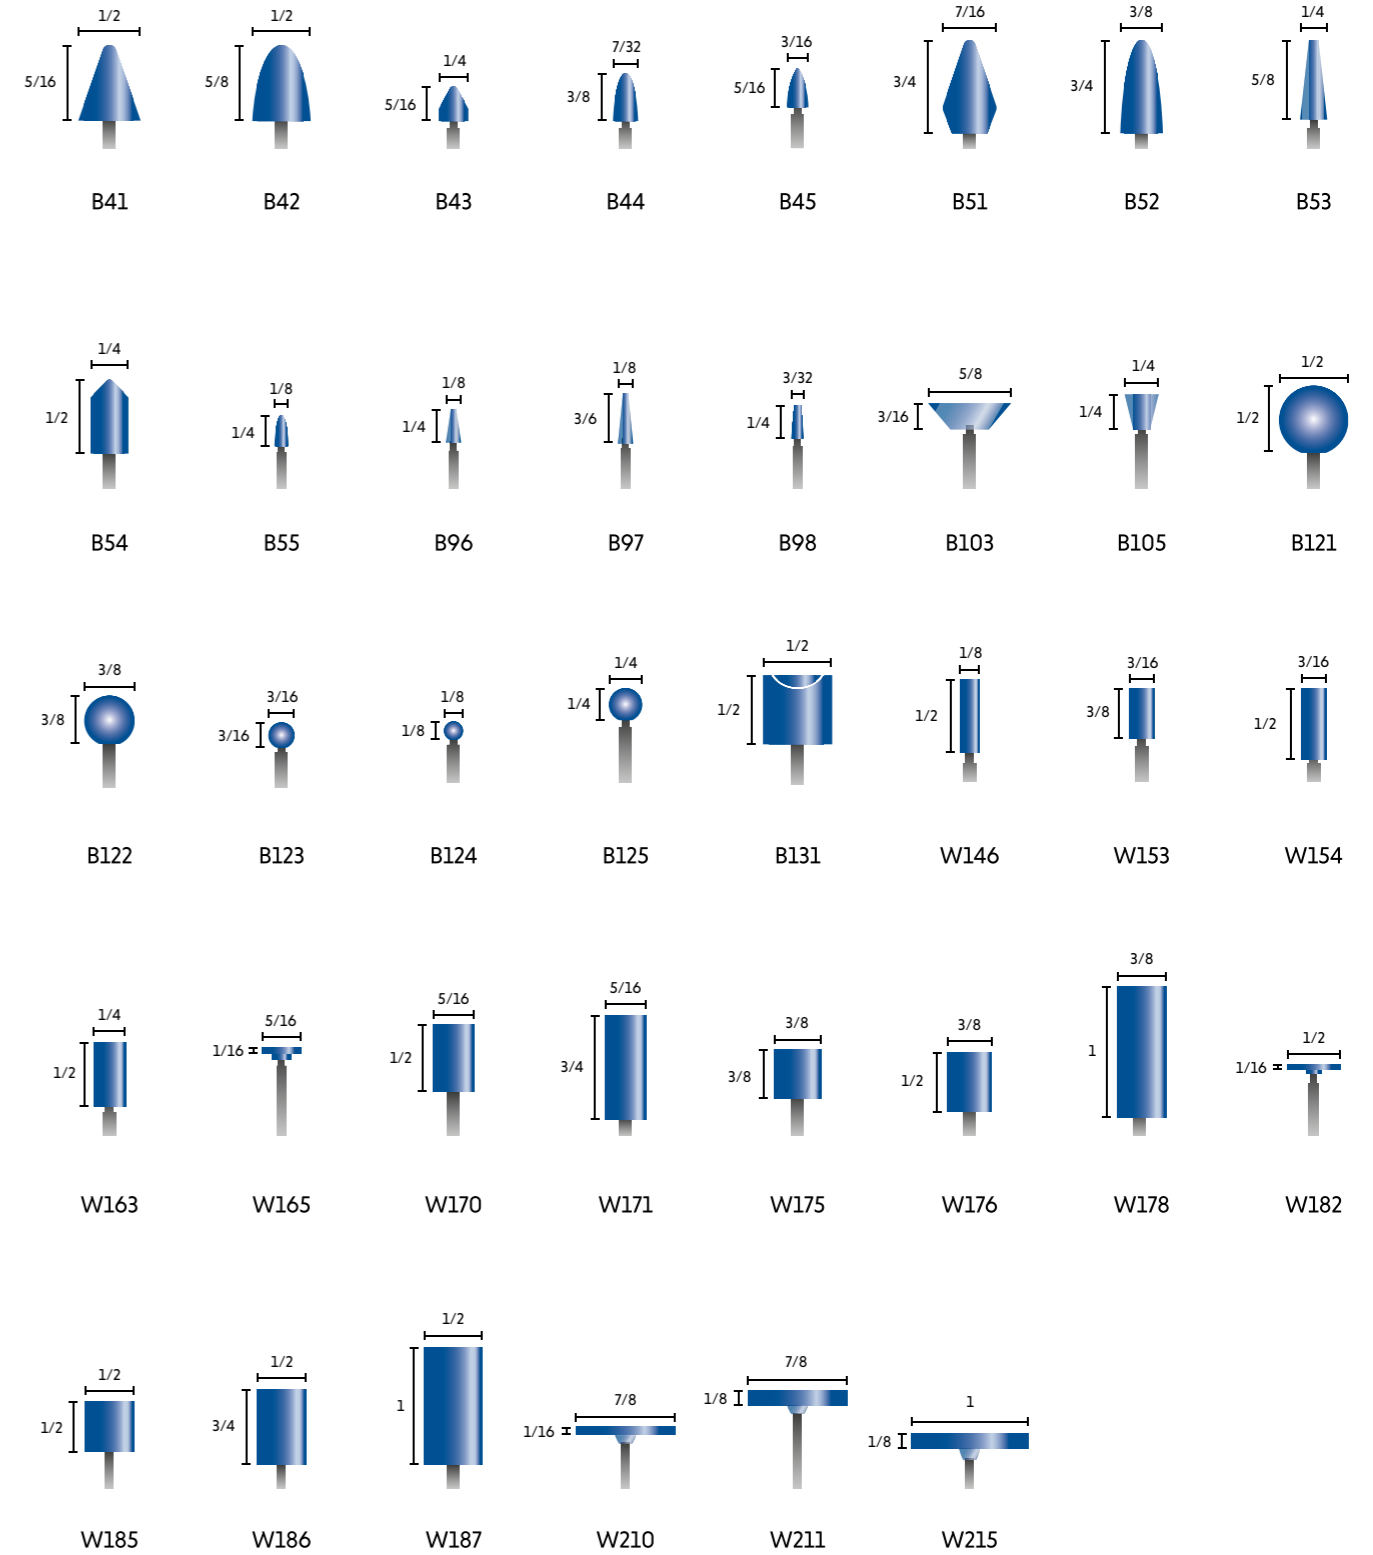 1/2
5/16
B41
1/2
5/8
B42
1/4
5/16
B43
7/32
3/8
B44
3/16
5/16
B45
7/16
3/4
B51
3/8
3/4
B52
1/4
5/8
B53
1/4
1/2
B54
1/8
1/4
B55
1/8
1/4
B96
1/8
3/6
B97
3/32
1/4
B98
5/8
3/16
B103
1/4
1/4
B105
1/2
1/2
B121
3/8
3/8
B122
3/16
3/16
B123
1/8
1/8
B124
1/4
1/4
B125
1/2
1/2
B131
1/8
1/2
W146
3/16
3/8
W153
3/16
1/2
W154
1/4
1/2
W163
5/16
1/16
W165
5/16
1/2
W170
5/16
3/4
W171
3/8
3/8
W175
3/8
1/2
W176
3/8
1
W178
1/2
1/16
W182
1/2
1/2
W185
1/2
3/4
W186
1/2
1
W187
7/8
1/16
W210
7/8
1/8
W211
1
1/8
W215